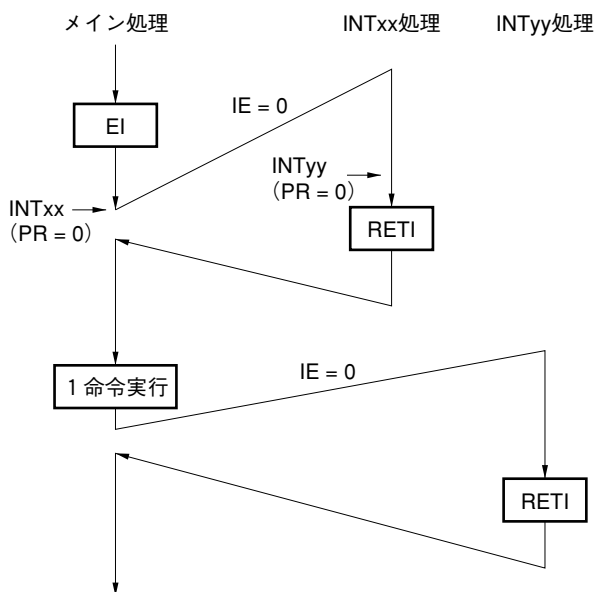 メイン処理
INTxx処理
INTyy処理
EI
IE = 0
INTyy
（PR = 0）
INTxx
（PR = 0）
RETI
1 命令実行
IE = 0
RETI